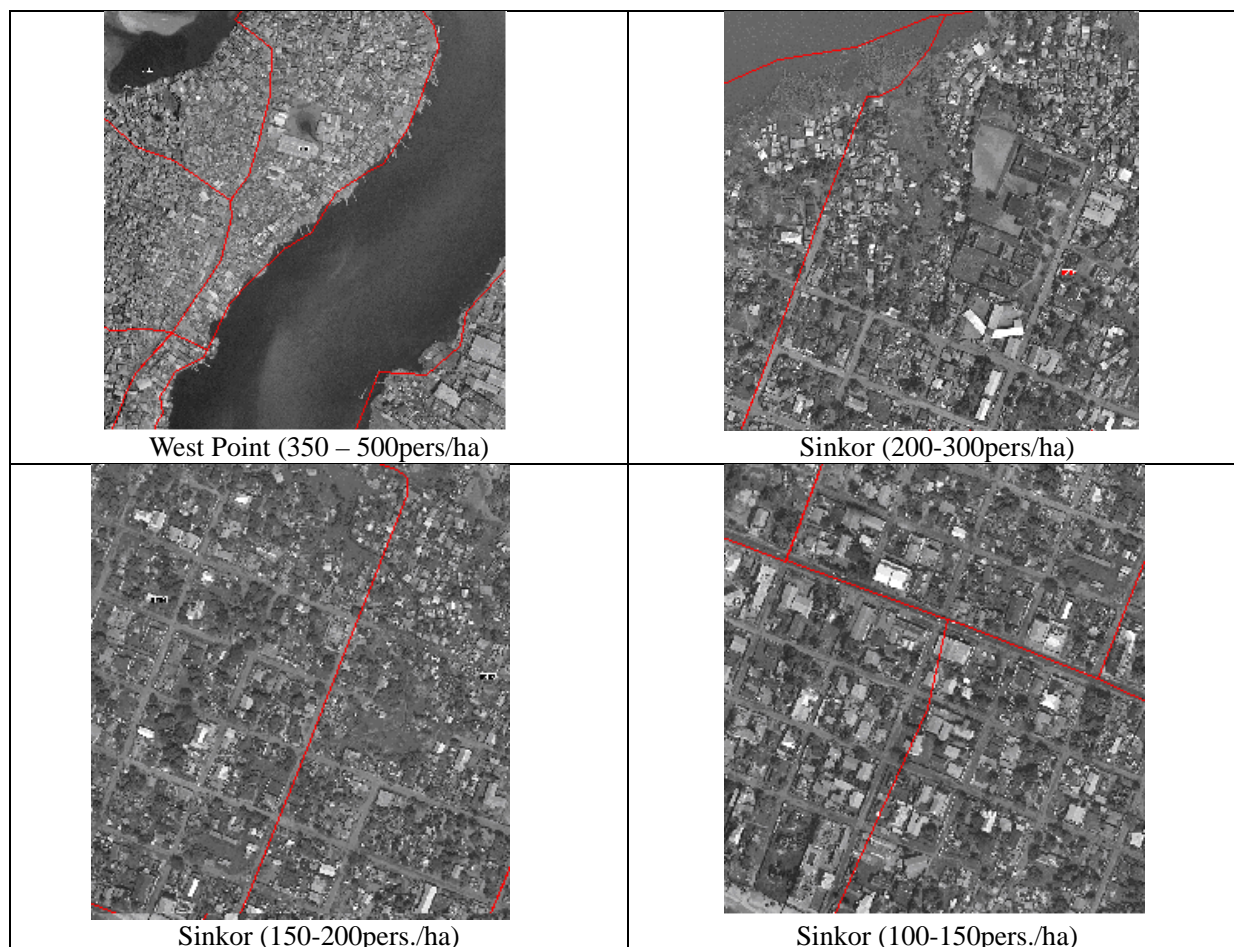 West Point (350 – 500pers/ha)
Sinkor (200-300pers/ha)
Sinkor (150-200pers./ha)
Sinkor (100-150pers./ha)